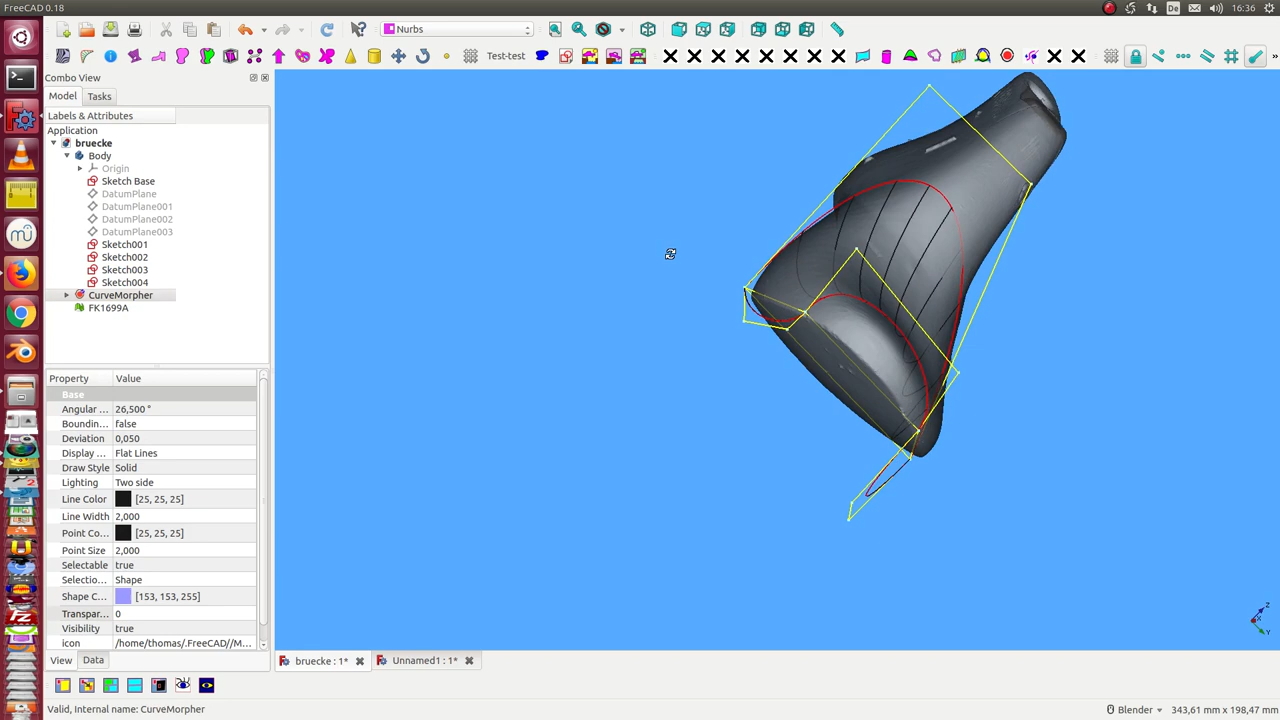 FreeCAD 0.18
De
16:36
Nurbs
Test-test
»
Combo View
Model
Tasks
Labels & Attributes
Application
bruecke
Body
Origin
Sketch Base
DatumPlane
DatumPlane001
DatumPlane002
DatumPlane003
Sketch001
Sketch002
Sketch003
Sketch004
CurveMorpher
FK1699A
Property
Value
Base
Angular ...
26,500 °
Boundin...
false
Deviation
0,050
Display ...
Flat Lines
Draw Style
Solid
Lighting
Two side
Line Color
[25, 25, 25]
Line Width
2,000
Point Co...
[25, 25, 25]
Point Size
2,000
Selectable
true
Selectio...
Shape
Shape C...
[153, 153, 255]
Transpar...
0
Visibility
true
icon
/home/thomas/.FreeCAD//M...
View
Data
bruecke : 1*
Unnamed1 : 1*
Z
X
Y
Valid, Internal name: CurveMorpher
Blender
343,61 mm x 198,47 mm